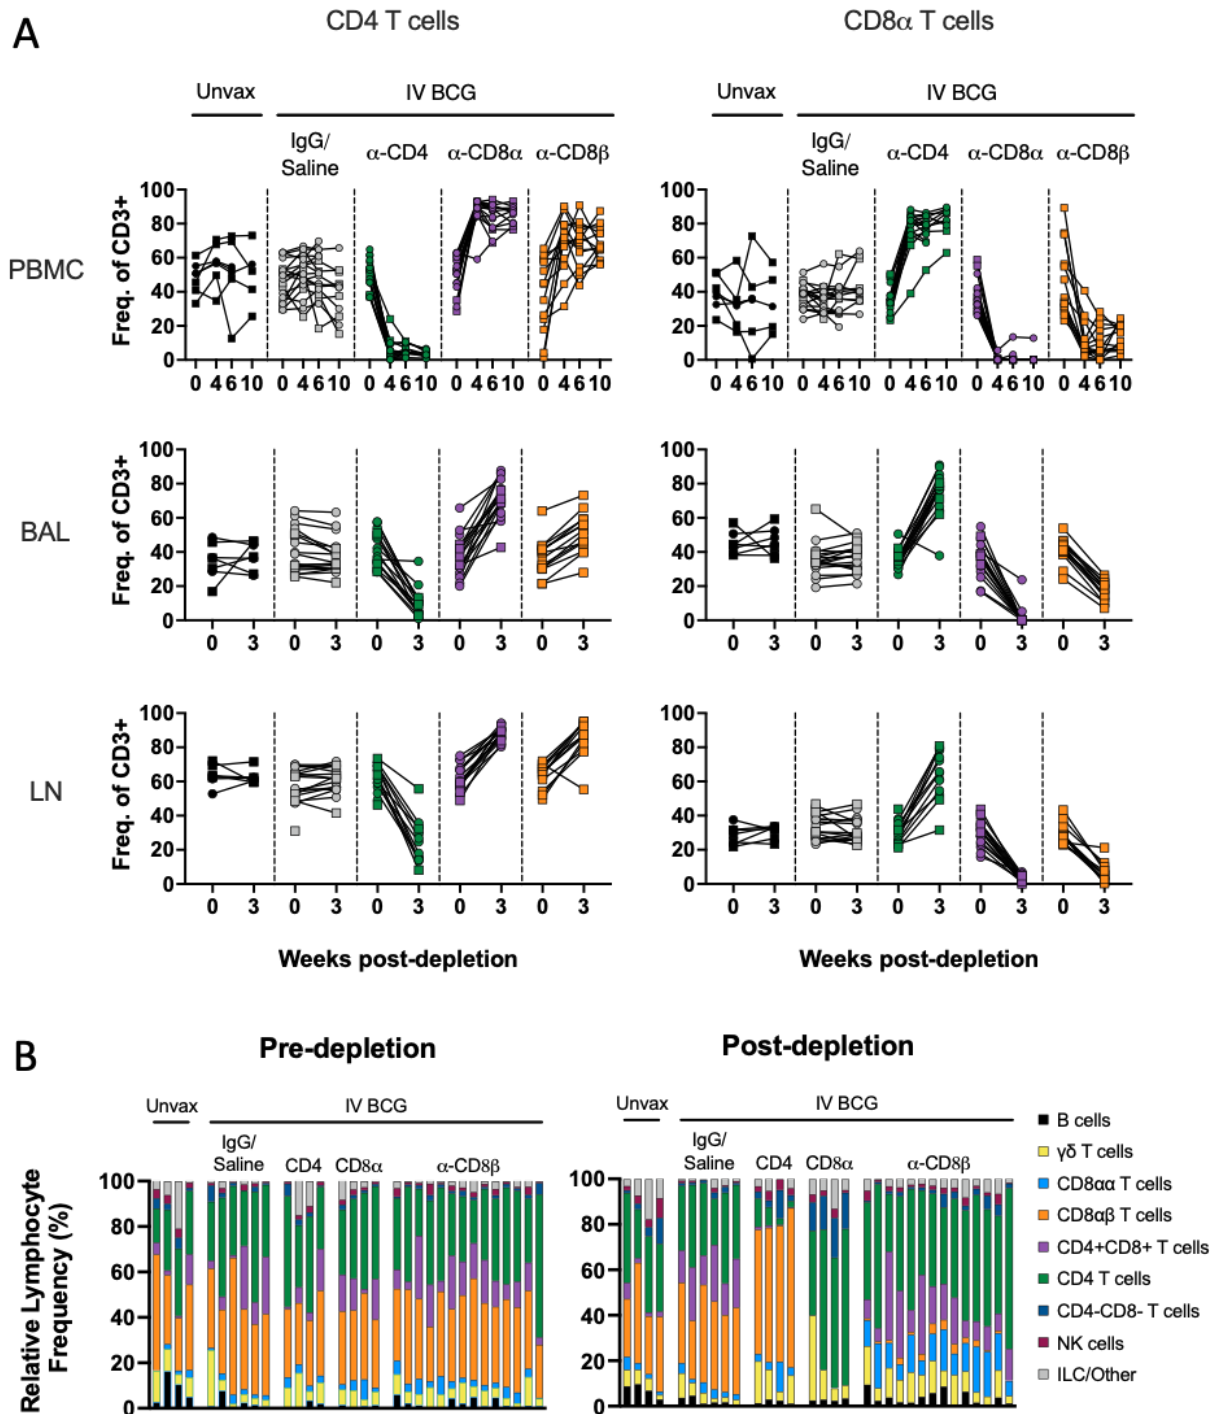 A
CD4 T cells
CD8α T cells
Unvax
IV BCG
Unvax
IV BCG
IgG/
Saline
α-CD4
α-CD8α
α-CD8β
IgG/
Saline
α-CD4
α-CD8α
α-CD8β
PBMC
Freq. of CD3+
100
80
60
40
20
0
0 4 6 10 0 4 6 10 0 4 6 10 0 4 6 10 0 4 6 10
100
80
60
40
20
0
0 4 6 10 0 4 6 10 0 4 6 10 0 4 6 10 0 4 6 10
BAL
Freq. of CD3+
100
80
60
40
20
0
0 3 0 3 0 3 0 3 0 3
100
80
60
40
20
0
0 3 0 3 0 3 0 3 0 3
LN
Freq. of CD3+
100
80
60
40
20
0
0 3 0 3 0 3 0 3 0 3
100
80
60
40
20
0
0 3 0 3 0 3 0 3 0 3
Weeks post-depletion
Weeks post-depletion
B
Pre-depletion
Post-depletion
Unvax
IV BCG
Unvax
IV BCG
IgG/
Saline
CD4
CD8α
α-CD8β
IgG/
Saline
CD4
CD8α
α-CD8β
Relative Lymphocyte
Frequency (%)
100
80
60
40
20
0
100
80
60
40
20
0
B cells
γδ T cells
CD8αα T cells
CD8αβ T cells
CD4+CD8+ T cells
CD4 T cells
CD4-CD8- T cells
NK cells
ILC/Other